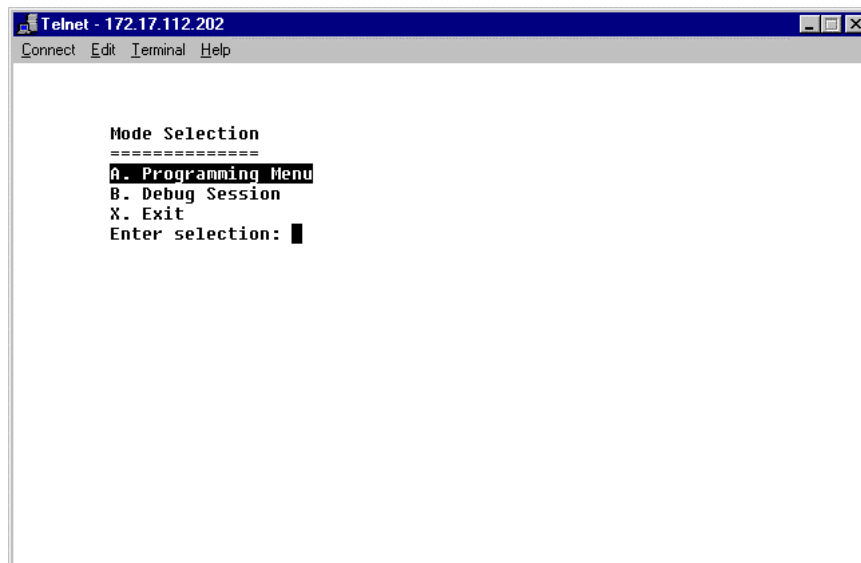 Telnet - 172.17.112.202
Connect Edit Terminal Help
Mode Selection
==============
A. Programming Menu
B. Debug Session
X. Exit
Enter selection: